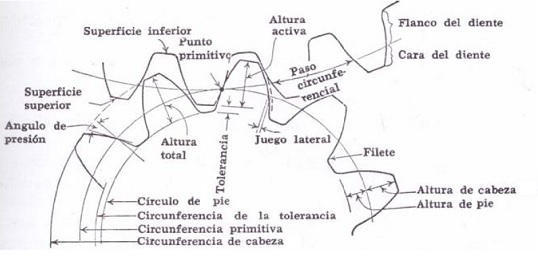 Superficie inferior
Punto
primitivo
Altura
activa
Flanco del diente
Cara del diente
Paso
circunfe-
rencial
Superficie
superior
Angulo de
presión
Altura
total
Tolerancia
Juego lateral
Filete
Altura de cabeza
Altura de pie
Círculo de pie
Circunferencia de la tolerancia
Circunferencia primitiva
Circunferencia de cabeza